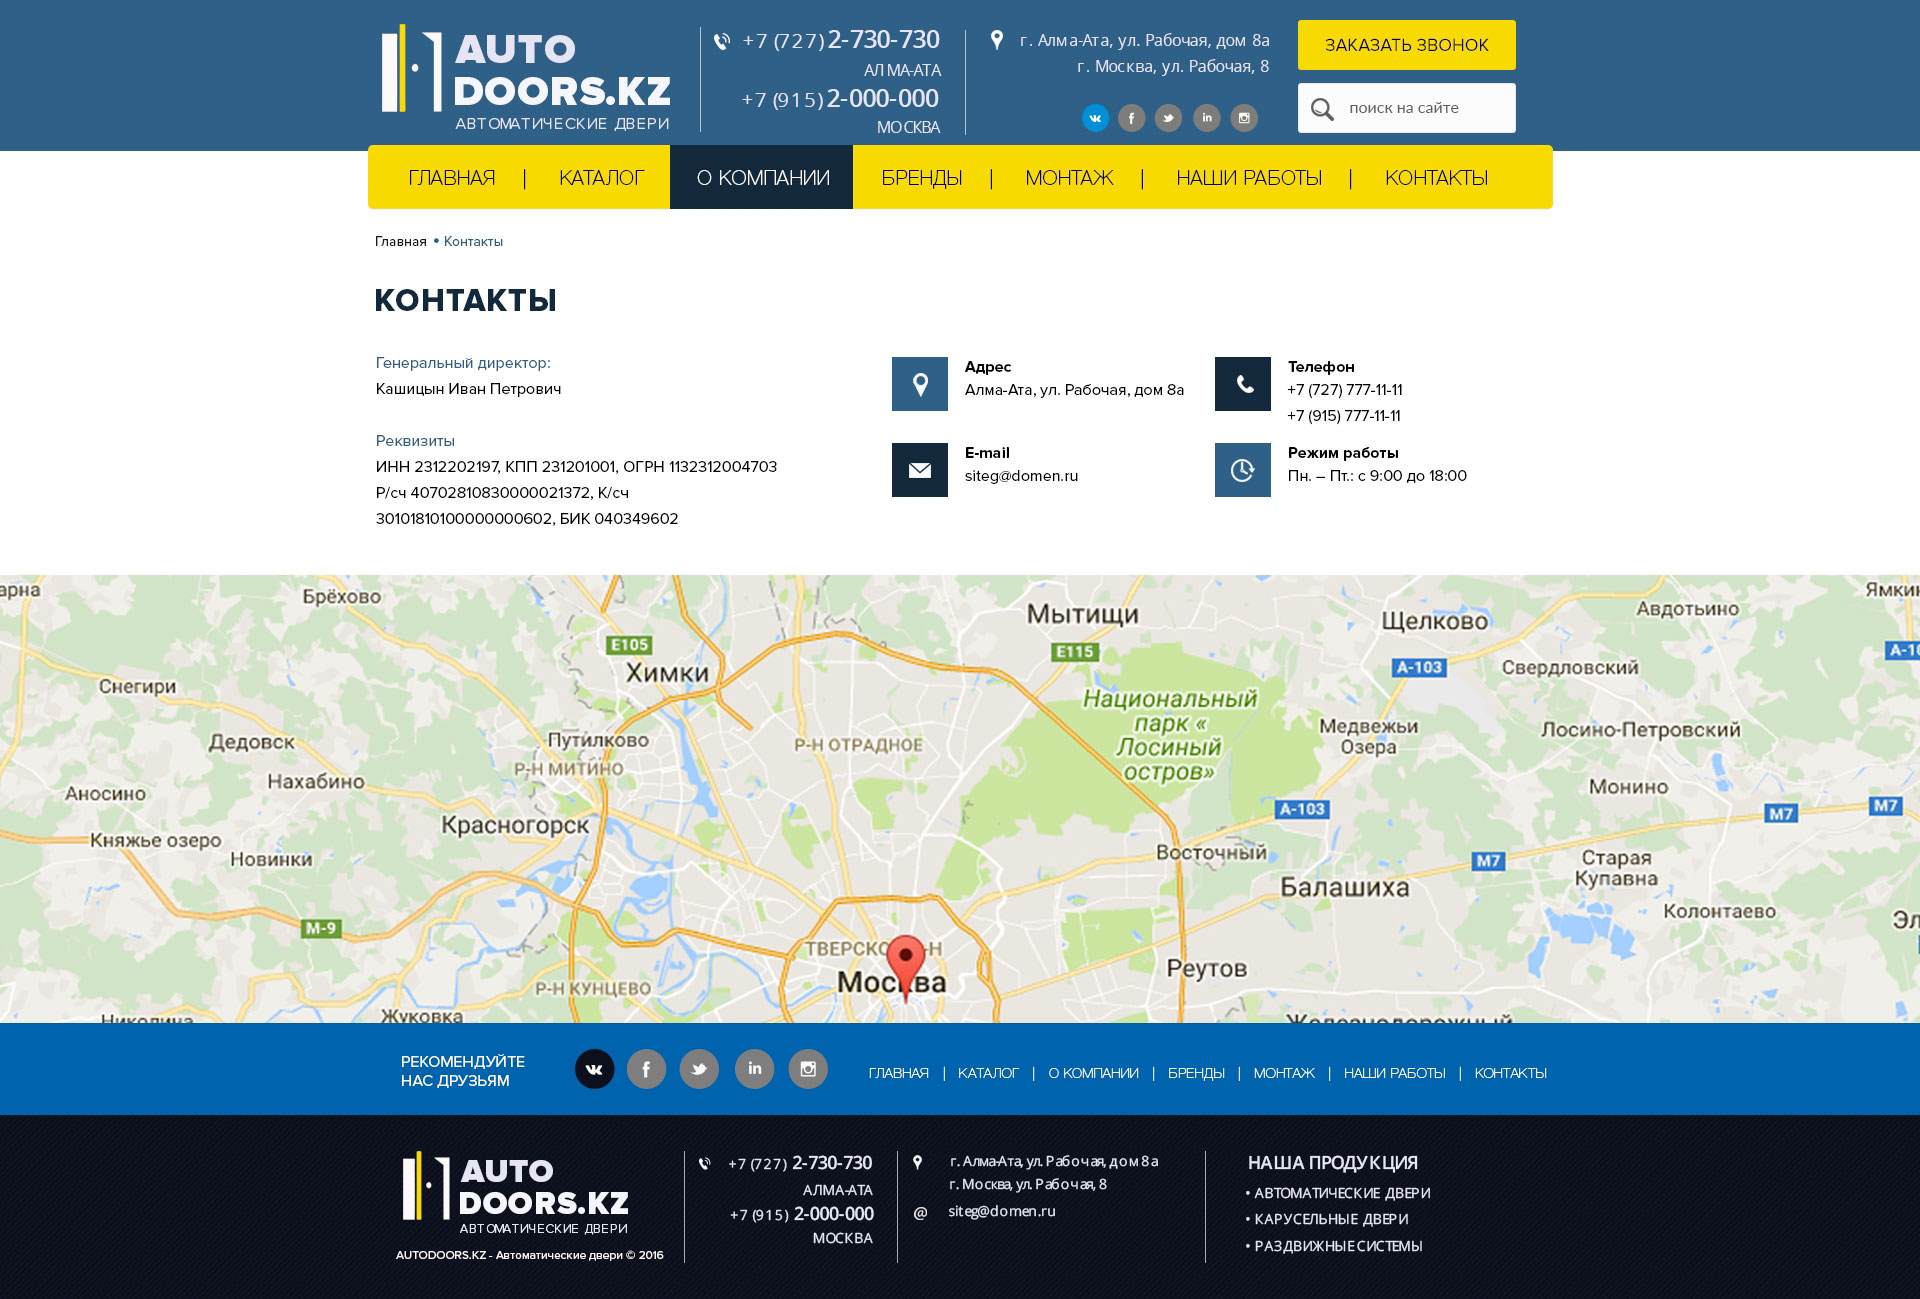 AUTO
DOORS.KZ
АВТОМАТИЧЕСКИЕ ДВЕРИ
+7 (727) 2-730-730
АЛМА-АТА
+7 (915) 2-000-000
МОСКВА
г. Алма-Ата, ул. Рабочая, дом 8а
г. Москва, ул. Рабочая, 8
ЗАКАЗАТЬ ЗВОНОК
поиск на сайте
ГЛАВНАЯ | КАТАЛОГ О КОМПАНИИ БРЕНДЫ | МОНТАЖ | НАШИ РАБОТЫ | КОНТАКТЫ
Главная • Контакты
КОНТАКТЫ
Генеральный директор:
Кашицын Иван Петрович
Реквизиты
ИНН 2312202197, КПП 231201001, ОГРН 1132312004703
Р/сч 40702810830000021372, К/сч
30101810100000000602, БИК 040349602
Адрес
Алма-Ата, ул. Рабочая, дом 8а
Телефон
+7 (727) 777-11-11
+7 (915) 777-11-11
E-mail
siteg@domen.ru
Режим работы
Пн. – Пт.: с 9:00 до 18:00
арна
Брёхово
Мытищи
Щелково
Авдотьино
Ямкин
E105
E115
А-10
Химки
А-103
Свердловский
Снегири
Национальный
парк «
Лосиный
остров»
Медвежьи
Озера
Лосино-Петровский
Дедовск
Путилково
Р-Н ОТРАДНОЕ
Р-Н МИТИНО
Нахабино
Монино
Аносино
А-103
М7
М7
Красногорск
Княжье озеро
Новинки
Восточный
М7
Старая
Купавна
Балашиха
Колонтаево
М-9
Эл
ТВЕРСКО Н
Москва
Реутов
Р-Н КУНЦЕВО
Николина
Жуковка
Железнодорожный
РЕКОМЕНДУЙТЕ
НАС ДРУЗЬЯМ
in
ГЛАВНАЯ | КАТАЛОГ | О КОМПАНИИ | БРЕНДЫ | МОНТАЖ | НАШИ РАБОТЫ | КОНТАКТЫ
AUTO
DOORS.KZ
АВТОМАТИЧЕСКИЕ ДВЕРИ
AUTODOORS.KZ - Автоматические двери © 2016
+7 (727) 2-730-730
АЛМА-АТА
+7 (915) 2-000-000
МОСКВА
г. Алма-Ата, ул. Рабочая, дом 8а
г. Москва, ул. Рабочая, 8
@ siteg@domen.ru
НАША ПРОДУКЦИЯ
• АВТОМАТИЧЕСКИЕ ДВЕРИ
• КАРУСЕЛЬНЫЕ ДВЕРИ
• РАЗДВИЖНЫЕ СИСТЕМЫ